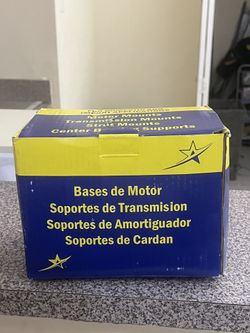 Motor Mounts
Transmission Mounts
Strut Mounts
Center Supports
Bases de Motor
Soportes de Transmision
Soportes de Amortiguador
Soportes de Cardan